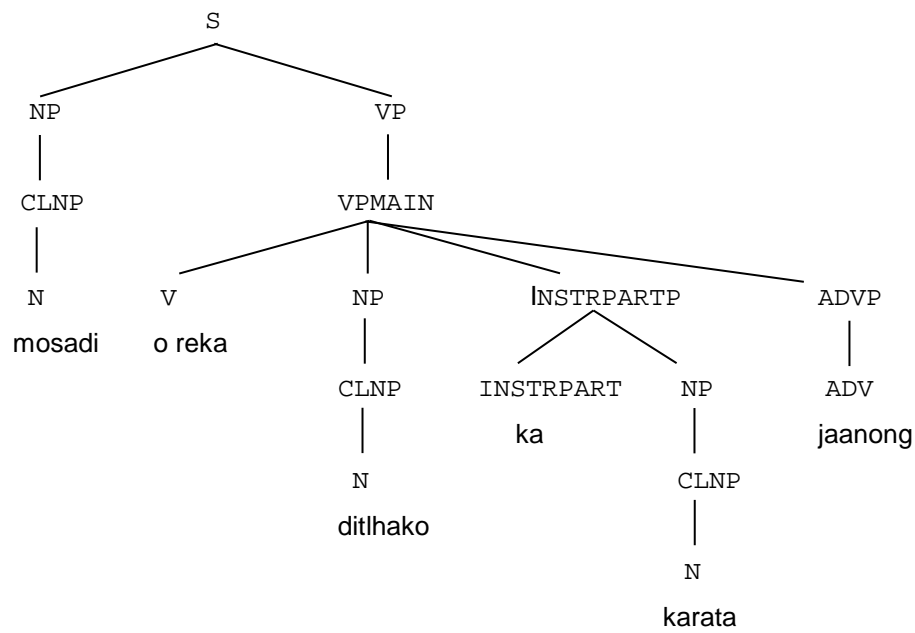 S
NP VP
CLNP VPMAIN
N V NP INSTRPARTP ADVP
mosadi o reka
CLNP INSTRPART NP ADV
ka jaanong
N CLNP
ditlhako
N
karata